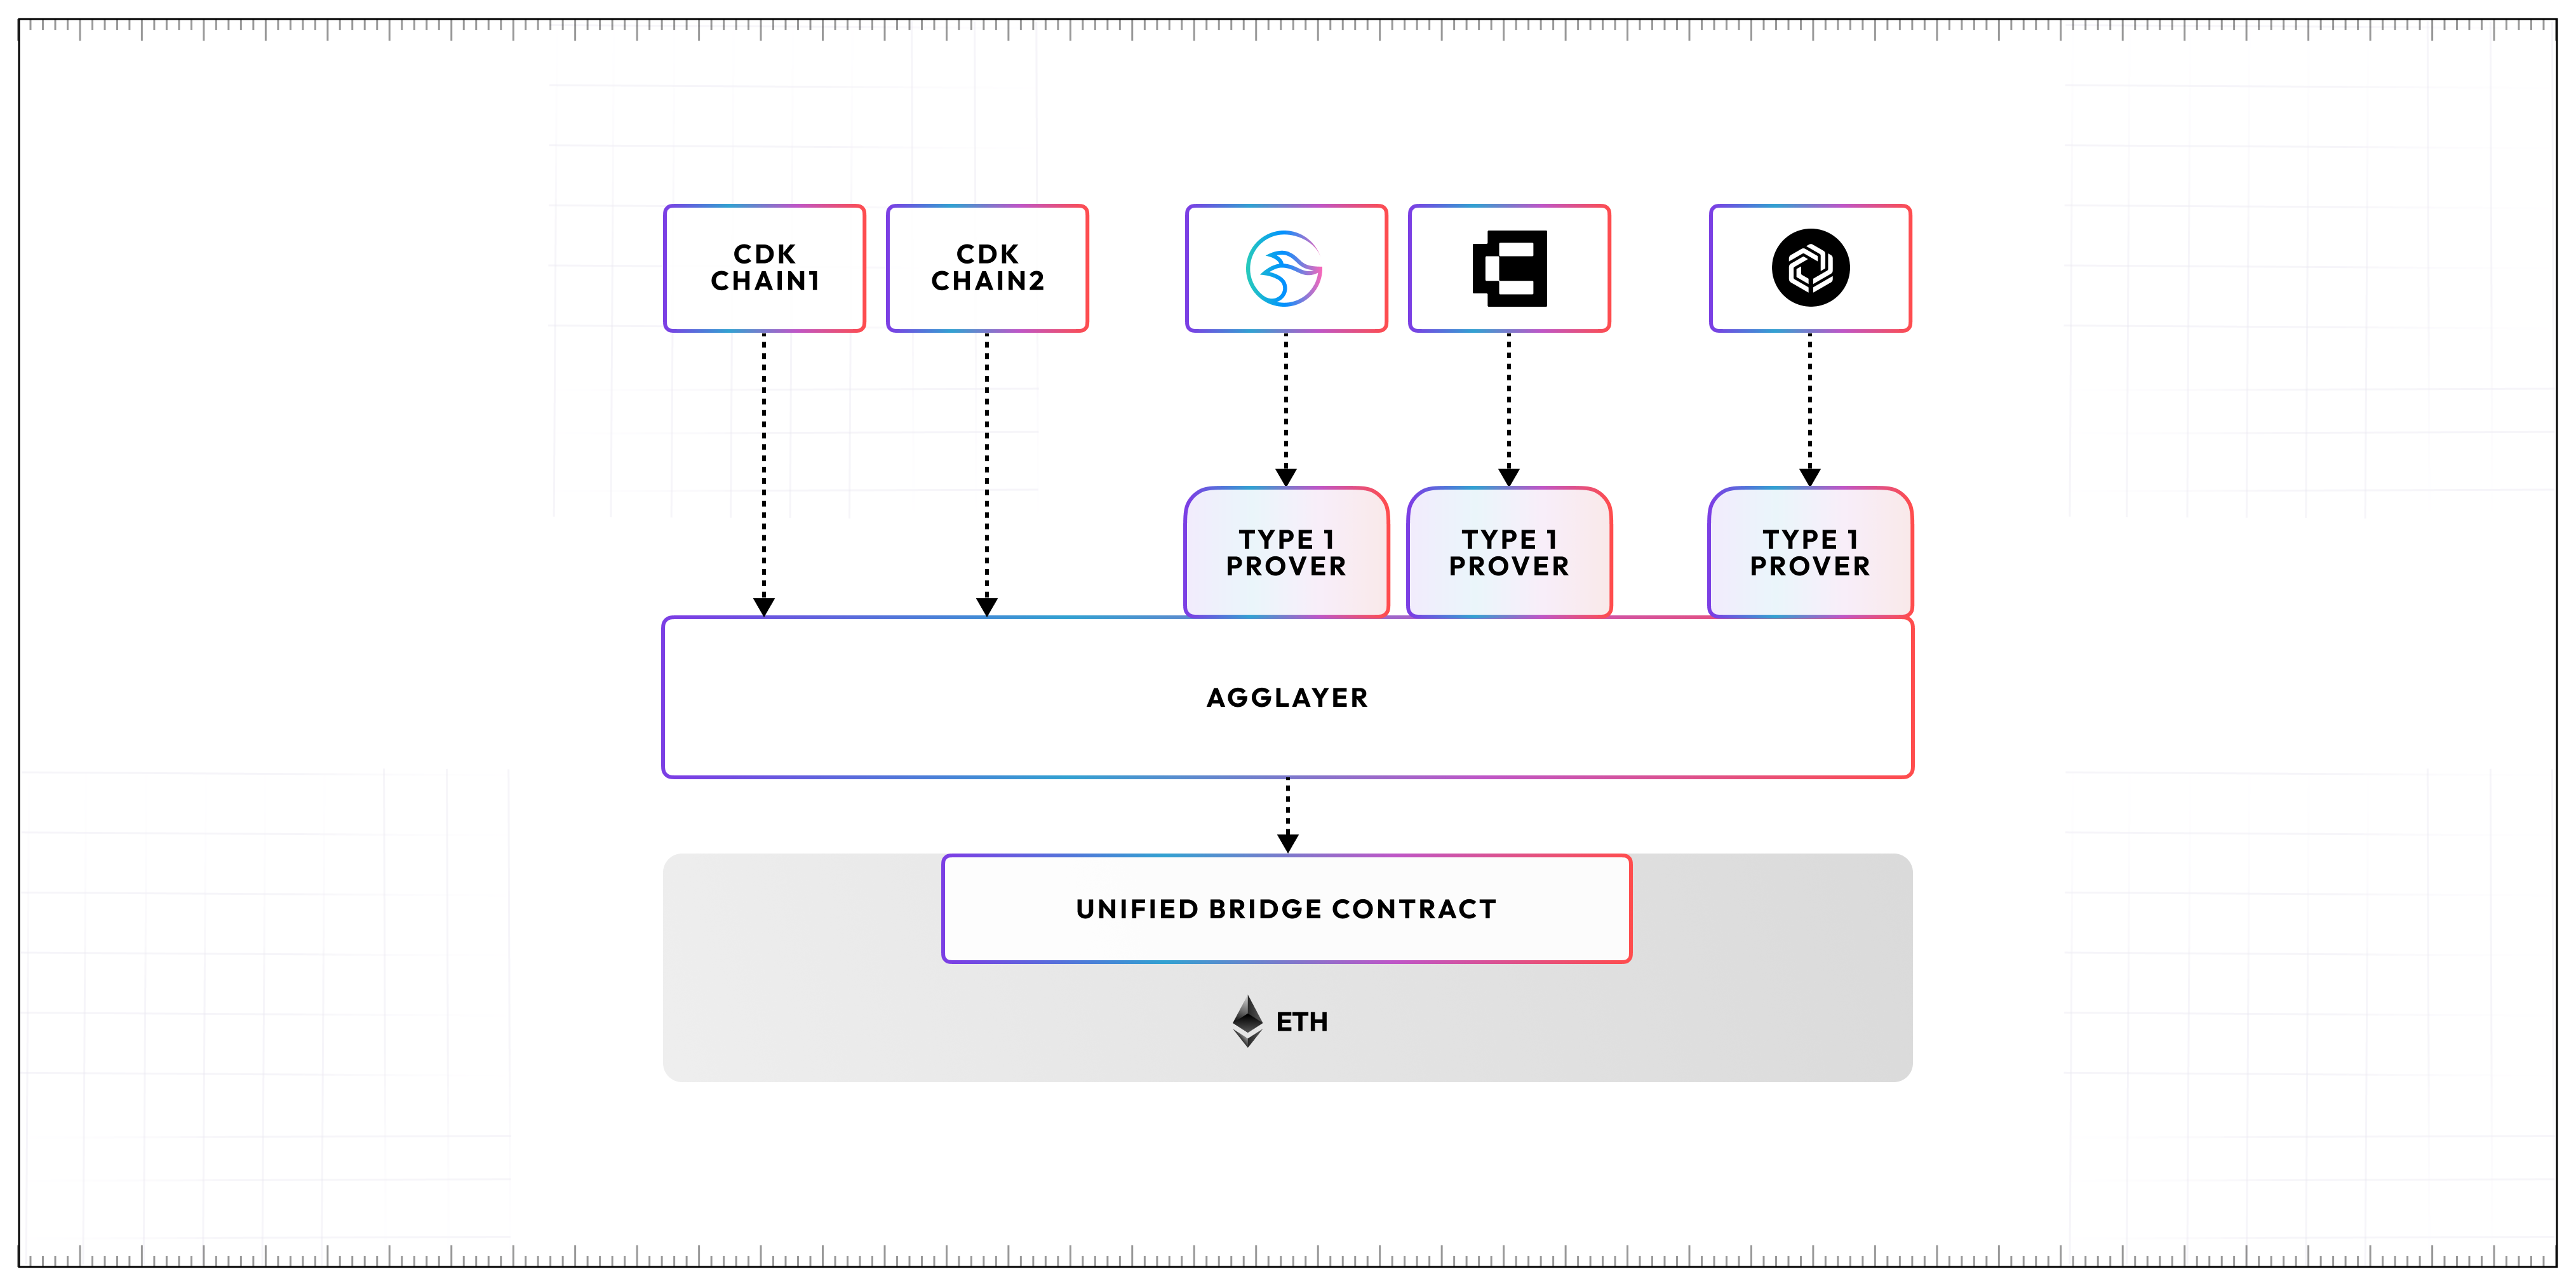 CDK
CHAIN1
CDK
CHAIN2
TYPE 1
PROVER
TYPE 1
PROVER
TYPE 1
PROVER
AGGLAYER
UNIFIED BRIDGE CONTRACT
ETH